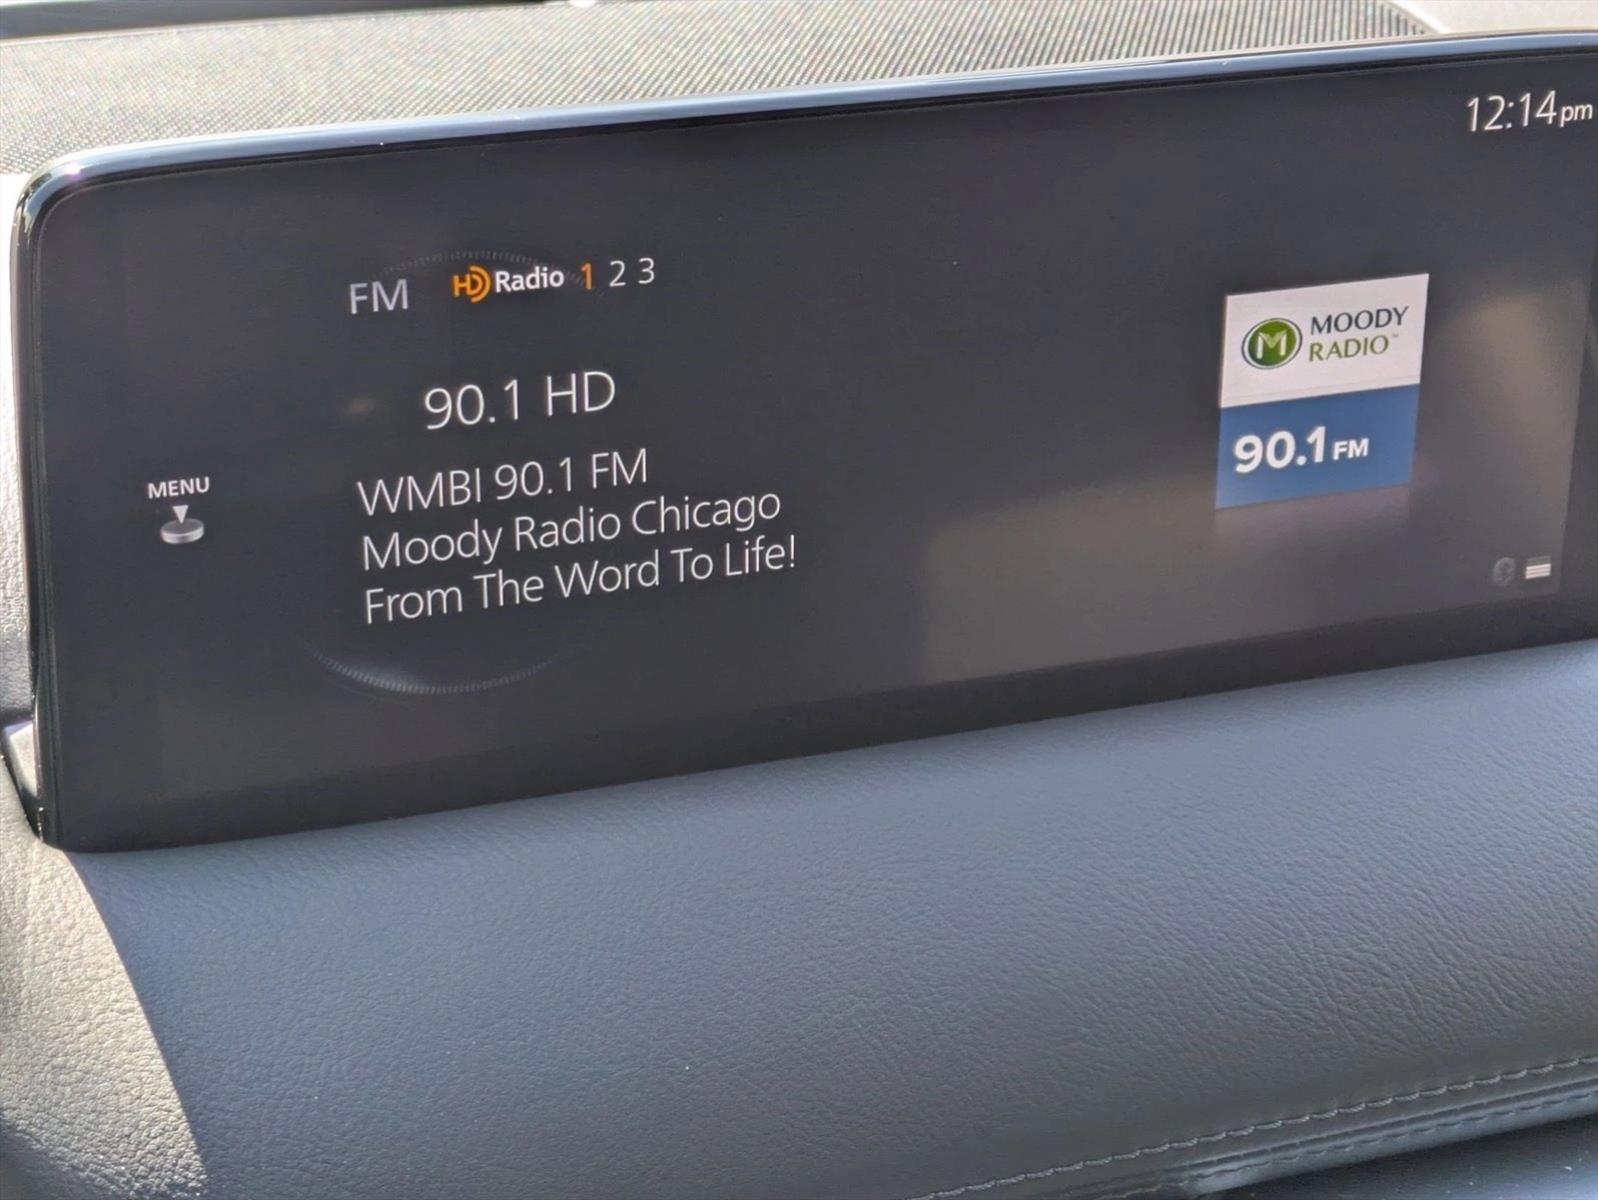 12:14pm
FM HD Radio 1 2 3
90.1 HD
WMBI 90.1 FM
Moody Radio Chicago
From The Word To Life!
MENU
M MOODY
RADIO™
90.1 FM